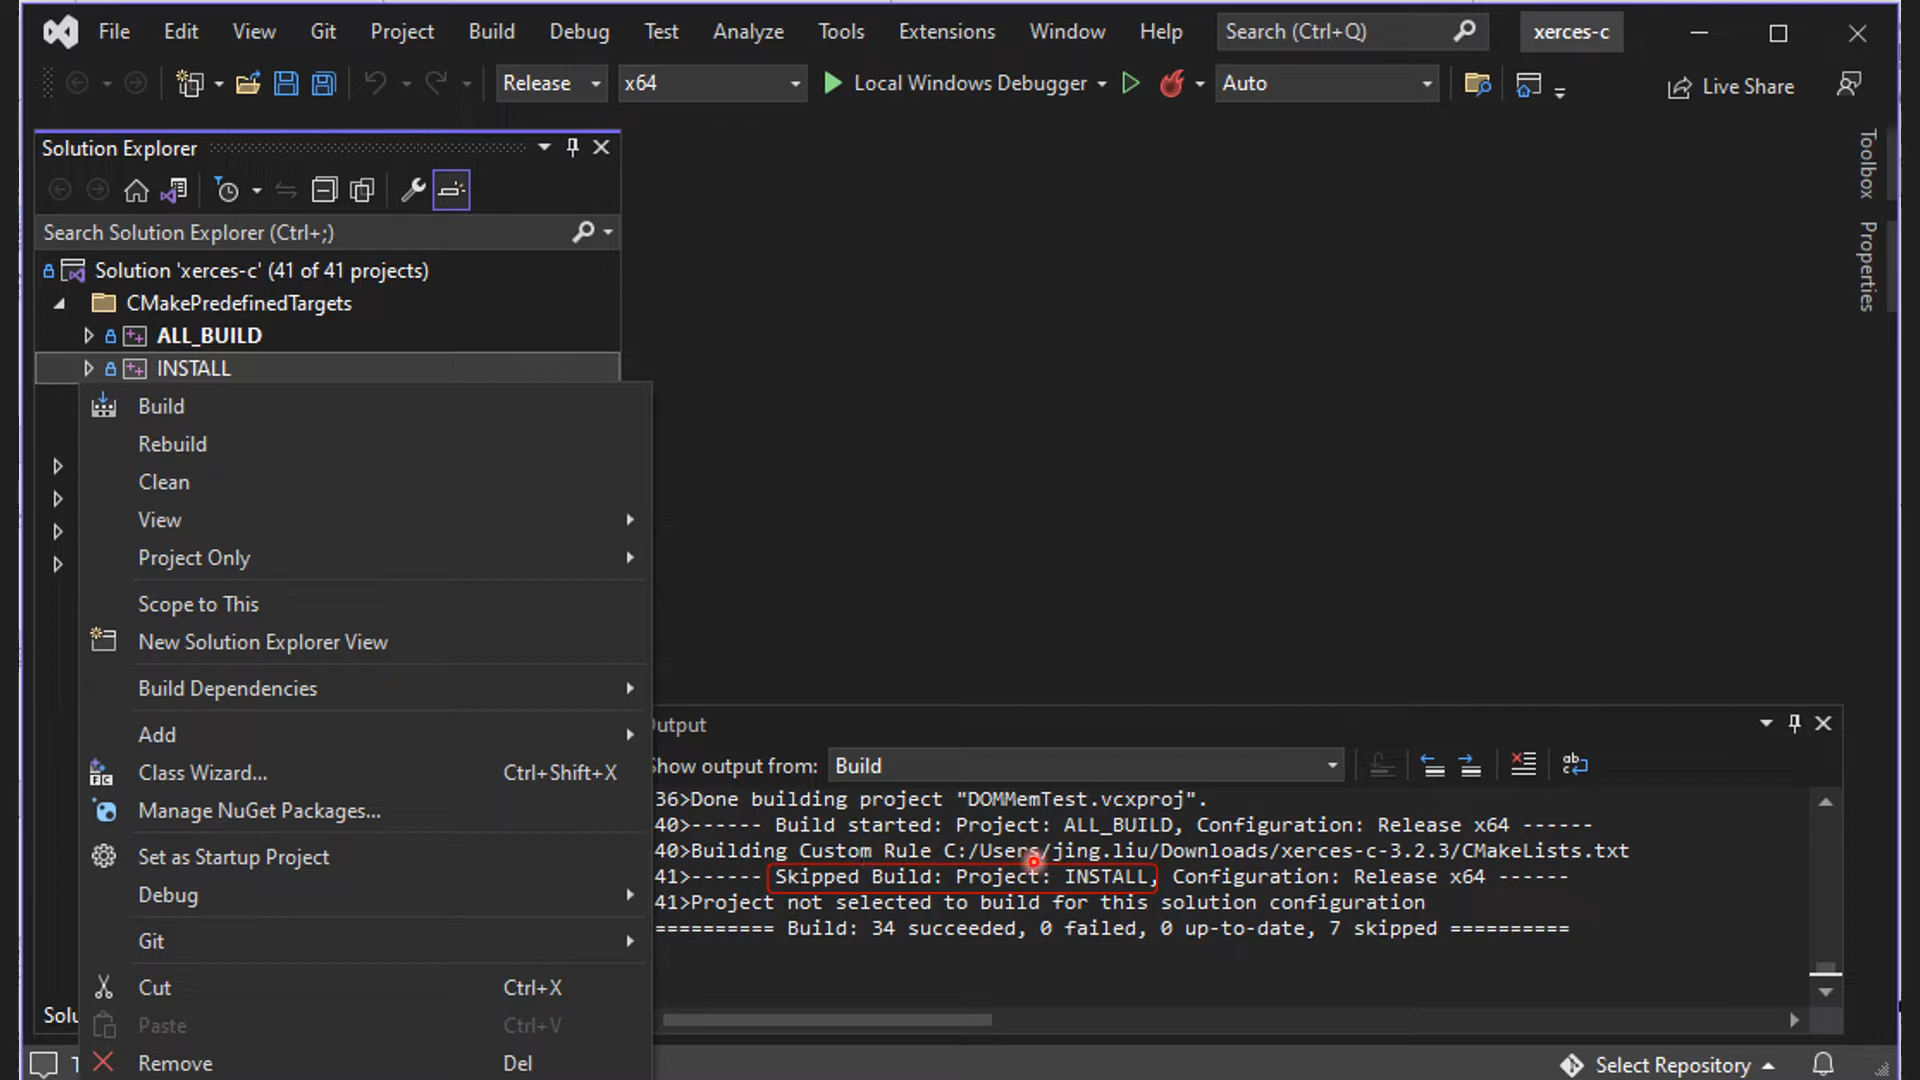 File Edit View Git Project Build Debug Test Analyze Tools Extensions Window Help Search (Ctrl+Q) xerces-c
Release x64 Local Windows Debugger Auto Live Share
Solution Explorer
Search Solution Explorer (Ctrl+;)
Solution 'xerces-c' (41 of 41 projects)
CMakePredefinedTargets
ALL_BUILD
INSTALL
Build
Rebuild
Clean
View
Project Only
Scope to This
New Solution Explorer View
Build Dependencies
Add
Class Wizard... Ctrl+Shift+X
Manage NuGet Packages...
Set as Startup Project
Debug
Git
Cut Ctrl+X
Paste Ctrl+V
Remove Del
Toolbox
Properties
utput
Show output from: Build
36>Done building project "DOMMemTest.vcxproj".
40>------ Build started: Project: ALL_BUILD, Configuration: Release x64 ------
40>Building Custom Rule C:/Users/jing.liu/Downloads/xerces-c-3.2.3/CMakeLists.txt
41>------ Skipped Build: Project: INSTALL, Configuration: Release x64 ------
41>Project not selected to build for this solution configuration
========== Build: 34 succeeded, 0 failed, 0 up-to-date, 7 skipped ==========
Solu
T
Select Repository